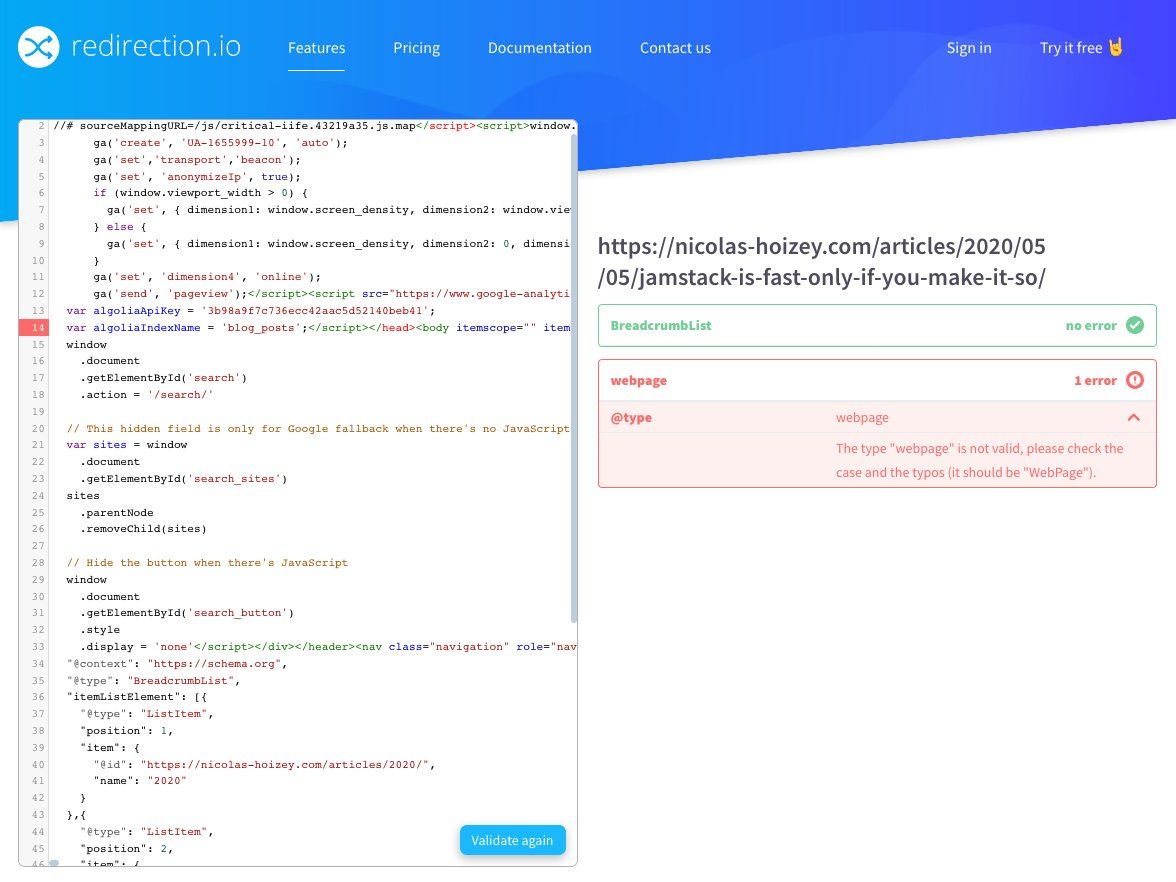 redirection.io
Features
Pricing
Documentation
Contact us
Sign in
Try it free 🤘
2 //# sourceMappingURL=/js/critical-iife.43219a35.js.map</script><script>window.
3 ga('create', 'UA-1655999-10', 'auto');
4 ga('set','transport','beacon');
5 ga('set', 'anonymizeIp', true);
6 if (window.viewport_width > 0) {
7 ga('set', { dimension1: window.screen_density, dimension2: window.view
8 } else {
9 ga('set', { dimension1: window.screen_density, dimension2: 0, dimensi
10 }
11 ga('set', 'dimension4', 'online');
12 ga('send', 'pageview');</script><script src="https://www.google-analyti
13 var algoliaApiKey = '3b98a9f7c736ecc42aac5d52140beb41';
14 var algoliaIndexName = 'blog_posts';</script></head><body itemscope="" item
15 window
16 .document
17 .getElementById('search')
18 .action = '/search/'
19
20 // This hidden field is only for Google fallback when there's no JavaScript
21 var sites = window
22 .document
23 .getElementById('search_sites')
24 sites
25 .parentNode
26 .removeChild(sites)
27
28 // Hide the button when there's JavaScript
29 window
30 .document
31 .getElementById('search_button')
32 .style
33 .display = 'none'</script></div></header><nav class="navigation" role="nav
34 "@context": "https://schema.org",
35 "@type": "BreadcrumbList",
36 "itemListElement": [{
37 "@type": "ListItem",
38 "position": 1,
39 "item": {
40 "@id": "https://nicolas-hoizey.com/articles/2020/",
41 "name": "2020"
42 }
43 },{
44 "@type": "ListItem",
45 "position": 2,
46 "item": {
Validate again
https://nicolas-hoizey.com/articles/2020/05
/05/jamstack-is-fast-only-if-you-make-it-so/
BreadcrumbList no error
webpage 1 error
@type webpage
The type "webpage" is not valid, please check the
case and the typos (it should be "WebPage").